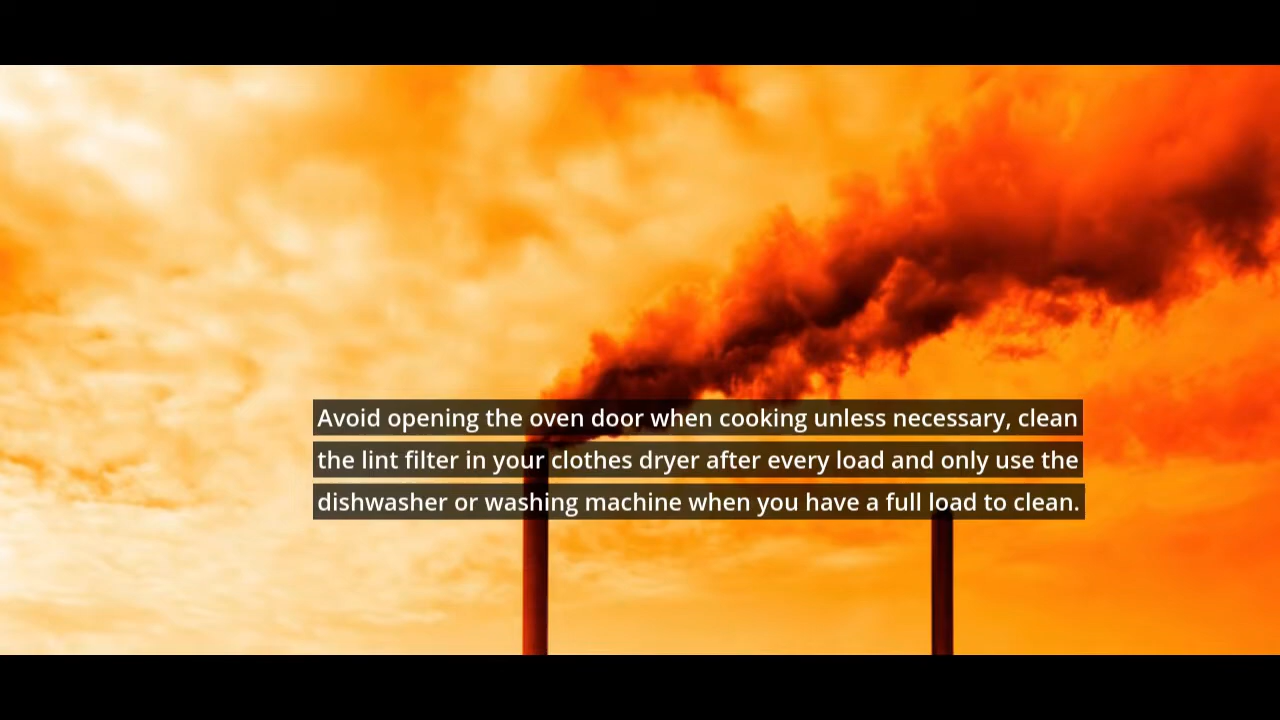 Avoid opening the oven door when cooking unless necessary, clean
the lint filter in your clothes dryer after every load and only use the
dishwasher or washing machine when you have a full load to clean.